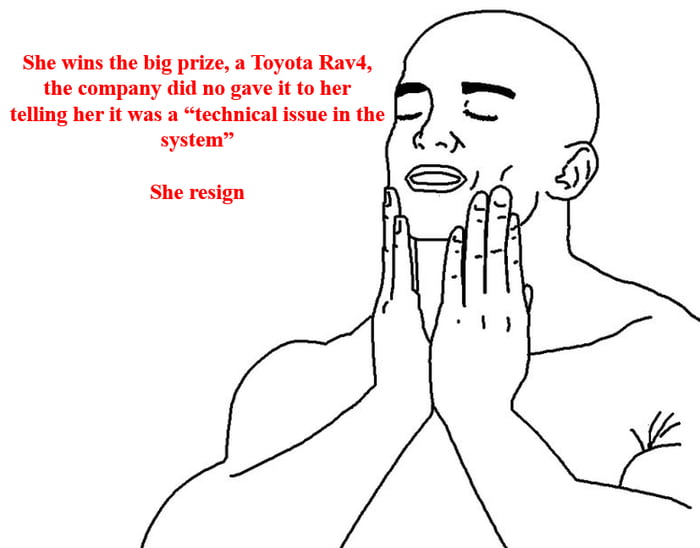 She wins the big prize, a Toyota Rav4,
the company did no gave it to her
telling her it was a “technical issue in the
system”
She resign